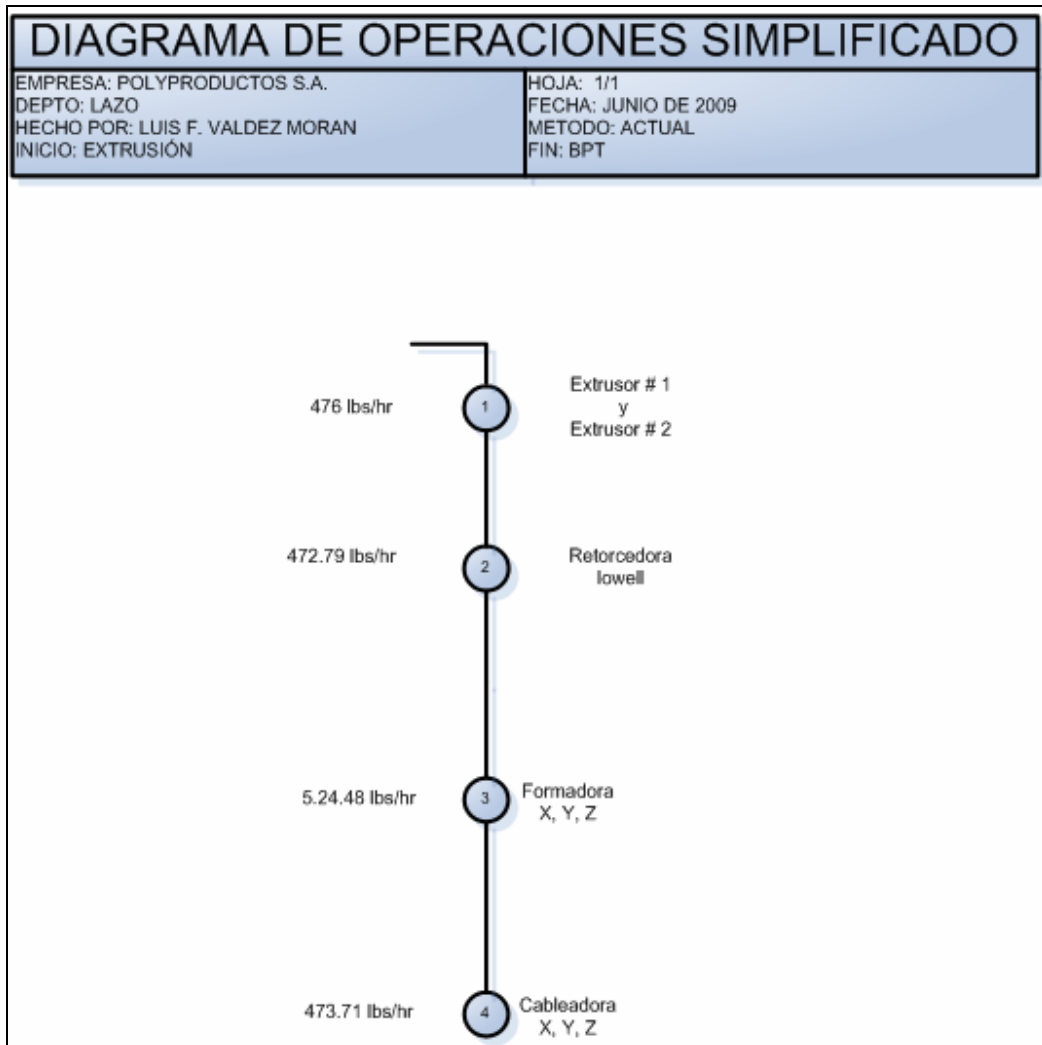 DIAGRAMA DE OPERACIONES SIMPLIFICADO
EMPRESA: POLYPRODUCTOS S.A.
DEPTO: LAZO
HECHO POR: LUIS F. VALDEZ MORAN
INICIO: EXTRUSIÓN
HOJA: 1/1
FECHA: JUNIO DE 2009
METODO: ACTUAL
FIN: BPT
476 lbs/hr
1
Extrusor # 1
y
Extrusor # 2
472.79 lbs/hr
2
Retorcedora
lowell
5.24.48 lbs/hr
3
Formadora
X, Y, Z
473.71 lbs/hr
4
Cableadora
X, Y, Z